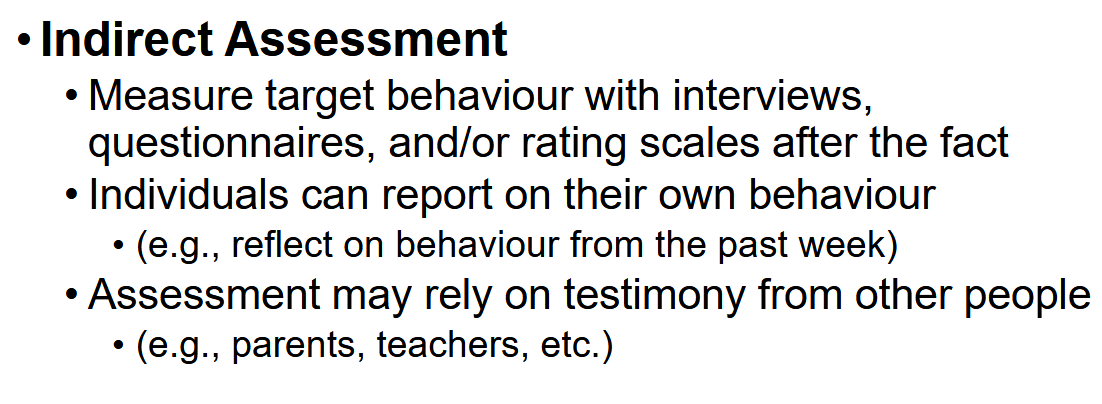 • Indirect Assessment
• Measure target behaviour with interviews,
questionnaires, and/or rating scales after the fact
• Individuals can report on their own behaviour
• (e.g., reflect on behaviour from the past week)
• Assessment may rely on testimony from other people
• (e.g., parents, teachers, etc.)